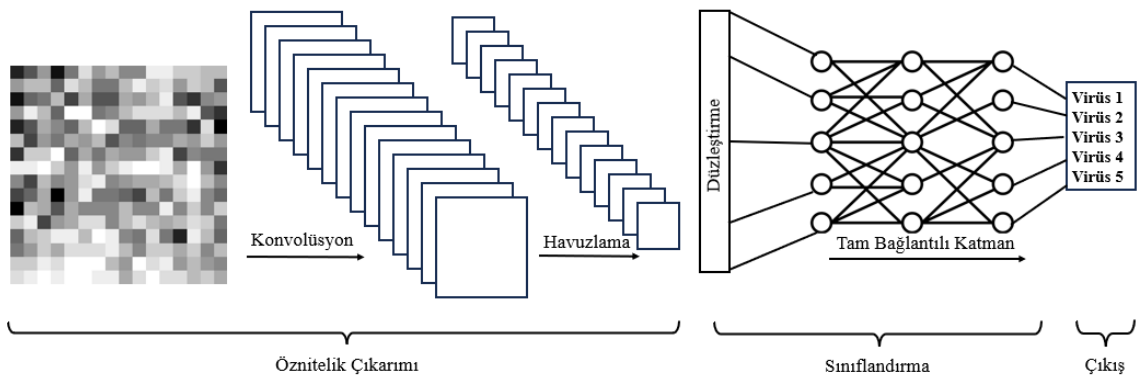 Konvolüsyon
Havuzlama
Düzleştirme
Tam Bağlantılı Katman
Virüs 1
Virüs 2
Virüs 3
Virüs 4
Virüs 5
Öznitelik Çıkarımı
Sınıflandırma
Çıkış